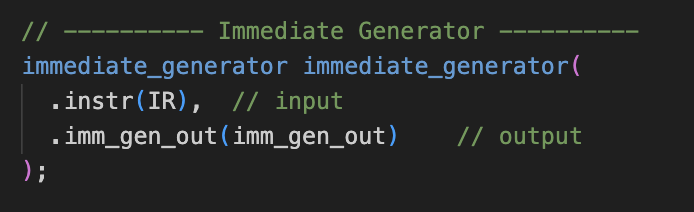 // ---------- Immediate Generator ----------
immediate_generator immediate_generator(
  .instr(IR),  // input
  .imm_gen_out(imm_gen_out)    // output
);